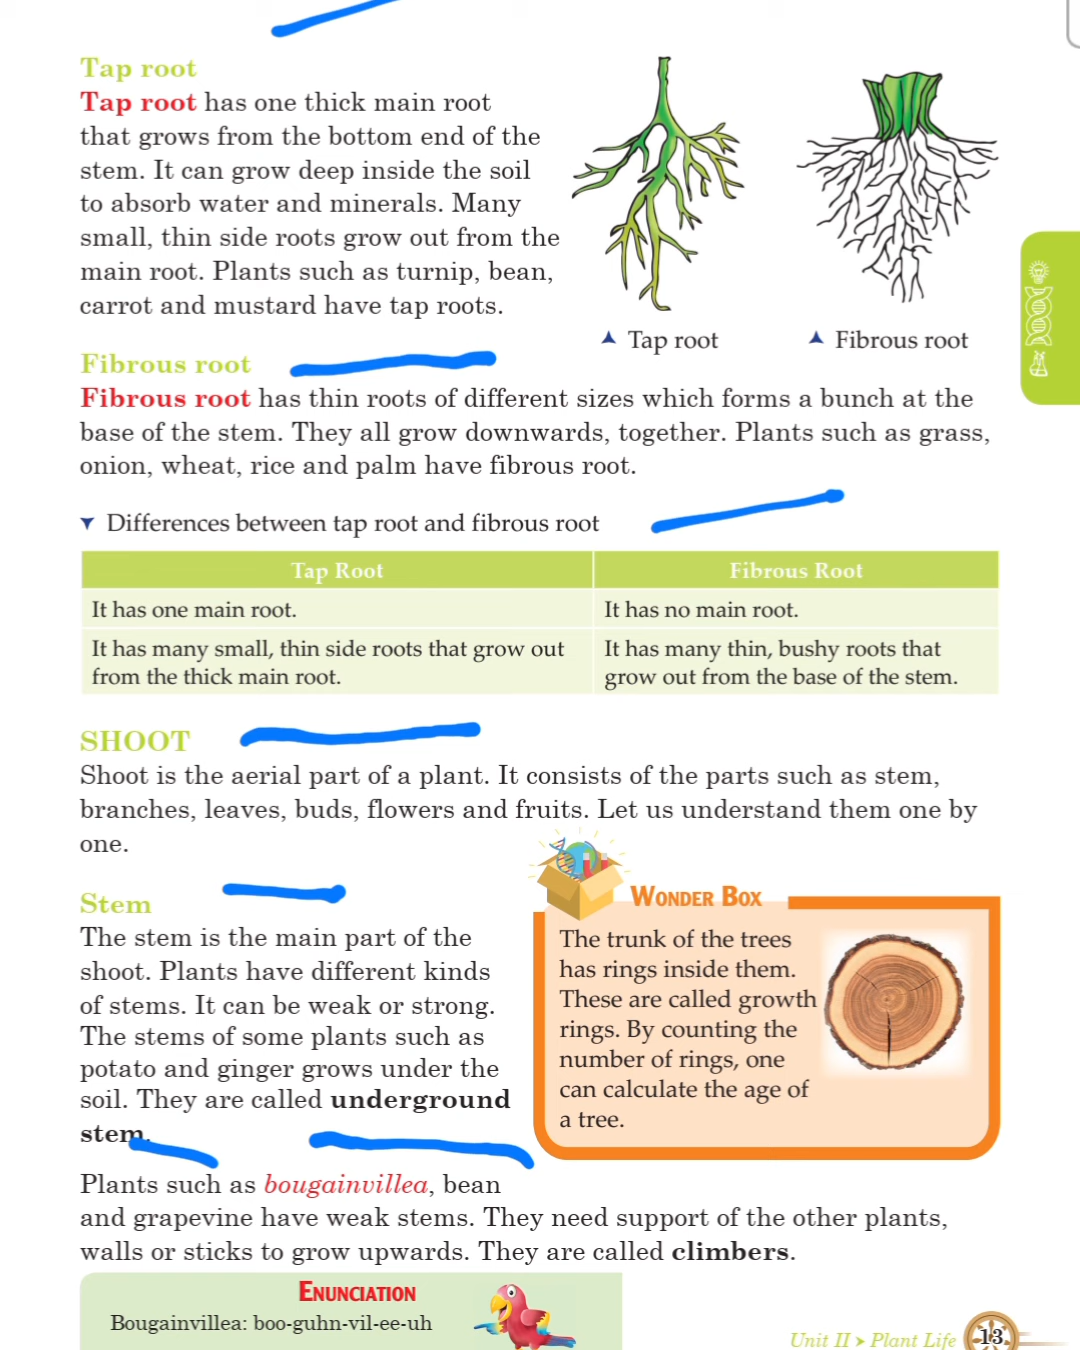 Tap root
Tap root has one thick main root
that grows from the bottom end of the
stem. It can grow deep inside the soil
to absorb water and minerals. Many
small, thin side roots grow out from the
main root. Plants such as turnip, bean,
carrot and mustard have tap roots.
Tap root
Fibrous root
Fibrous root
Fibrous root has thin roots of different sizes which forms a bunch at the
base of the stem. They all grow downwards, together. Plants such as grass,
onion, wheat, rice and palm have fibrous root.
Differences between tap root and fibrous root
Tap Root
Fibrous Root
It has one main root.
It has no main root.
It has many small, thin side roots that grow out
from the thick main root.
It has many thin, bushy roots that
grow out from the base of the stem.
SHOOT
Shoot is the aerial part of a plant. It consists of the parts such as stem,
branches, leaves, buds, flowers and fruits. Let us understand them one by
one.
Stem
The stem is the main part of the
shoot. Plants have different kinds
of stems. It can be weak or strong.
The stems of some plants such as
potato and ginger grows under the
soil. They are called underground
stem.
WONDER BOX
The trunk of the trees
has rings inside them.
These are called growth
rings. By counting the
number of rings, one
can calculate the age of
a tree.
Plants such as bougainvillea, bean
and grapevine have weak stems. They need support of the other plants,
walls or sticks to grow upwards. They are called climbers.
ENUNCIATION
Bougainvillea: boo-guhn-vil-ee-uh
Unit II ➤ Plant Life
13